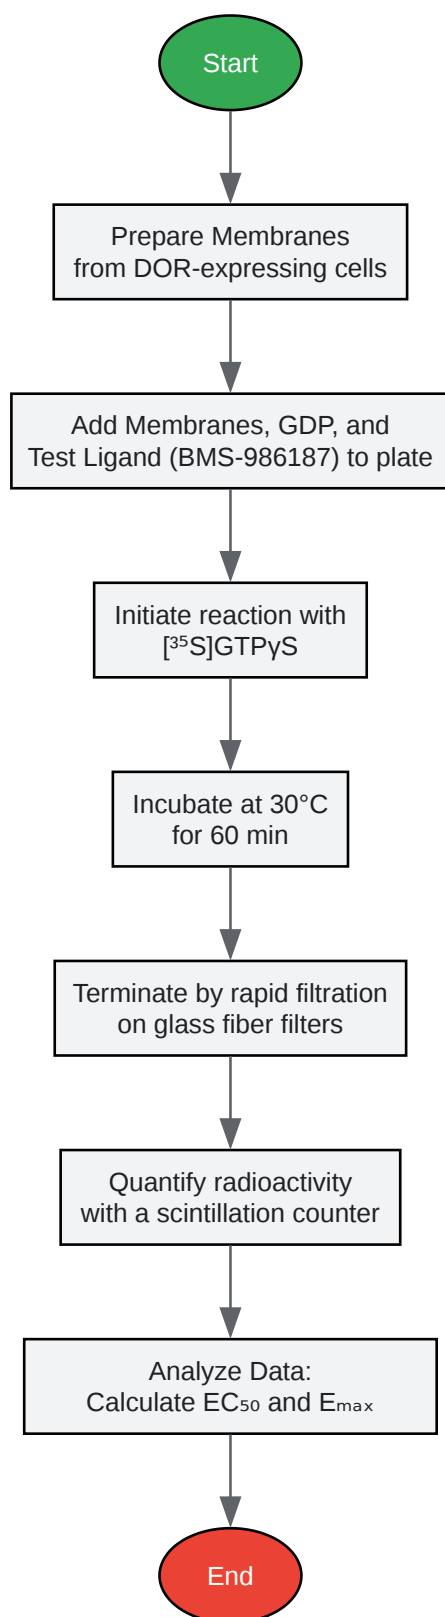 Start
Prepare Membranes
from DOR-expressing cells
Add Membranes, GDP, and
Test Ligand (BMS-986187) to plate
Initiate reaction with
[³⁵S]GTPγS
Incubate at 30°C
for 60 min
Terminate by rapid filtration
on glass fiber filters
Quantify radioactivity
with a scintillation counter
Analyze Data:
Calculate EC₅₀ and Eₘₐₓ
End